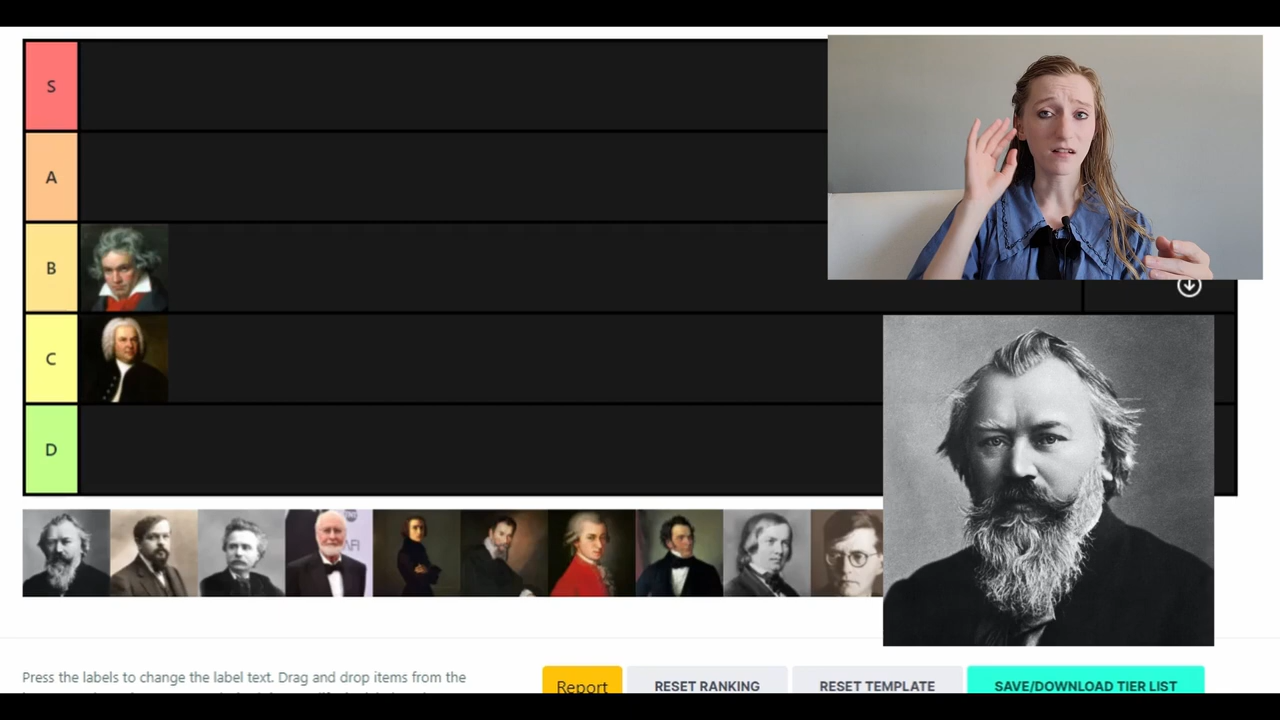 S
A
B
C
D
Press the labels to change the label text. Drag and drop items from the
Report
RESET RANKING
RESET TEMPLATE
SAVE/DOWNLOAD TIER LIST